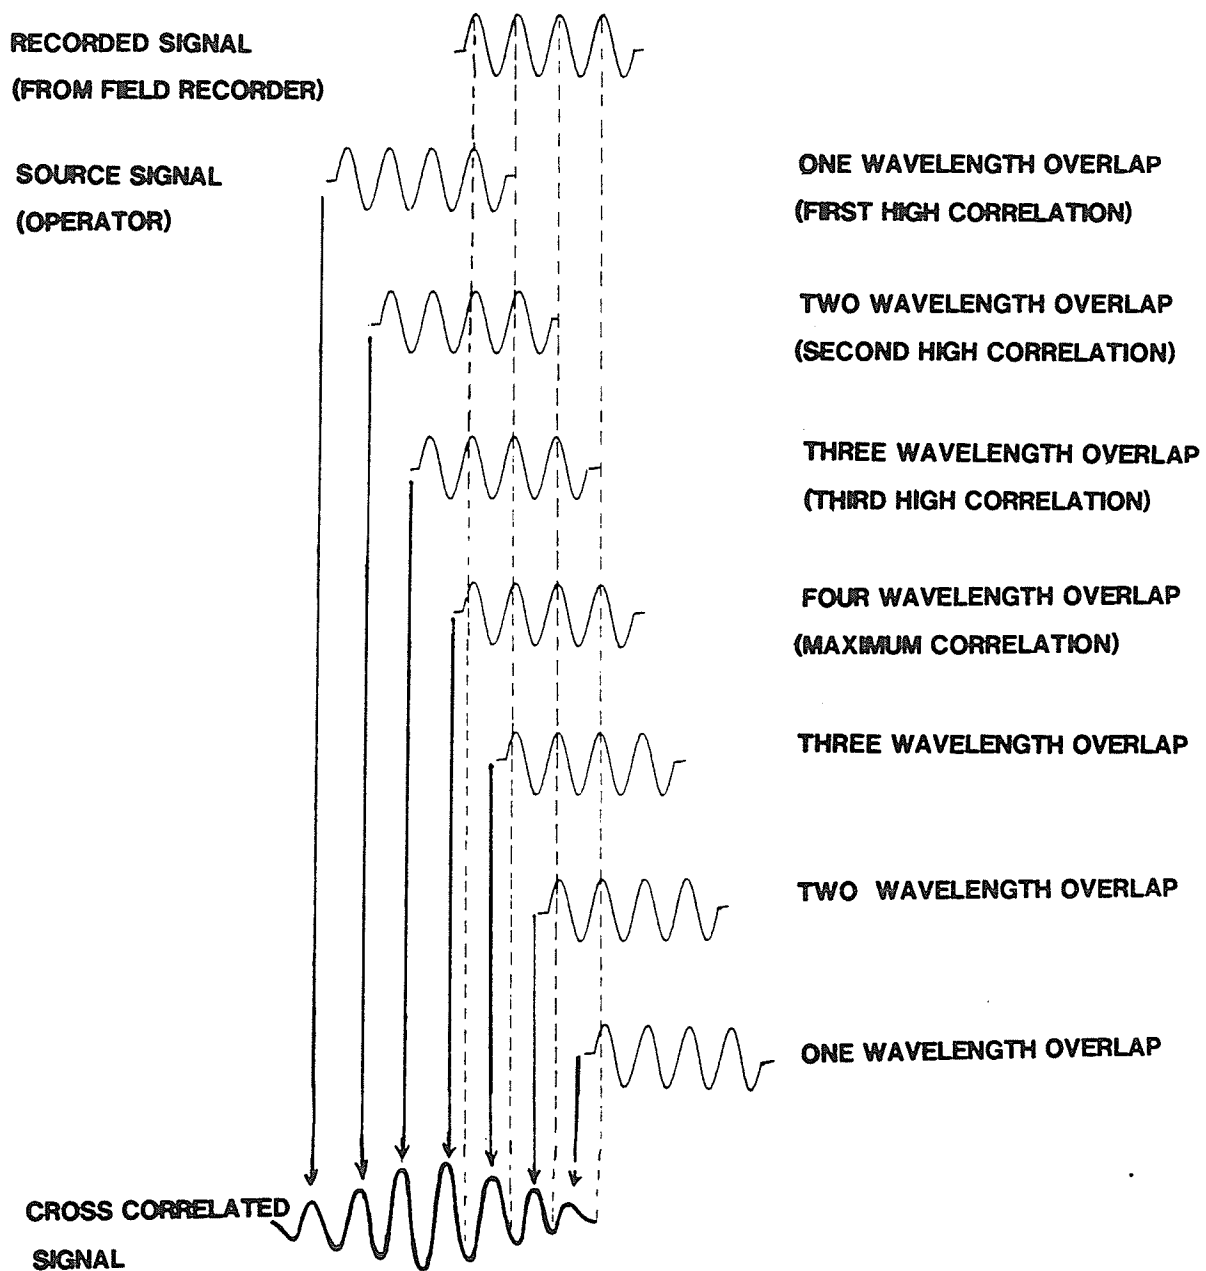 RECORDED SIGNAL
(FROM FIELD RECORDER)
SOURCE SIGNAL
(OPERATOR)
ONE WAVELENGTH OVERLAP
(FIRST HIGH CORRELATION)
TWO WAVELENGTH OVERLAP
(SECOND HIGH CORRELATION)
THREE WAVELENGTH OVERLAP
(THIRD HIGH CORRELATION)
FOUR WAVELENGTH OVERLAP
(MAXIMUM CORRELATION)
THREE WAVELENGTH OVERLAP
TWO WAVELENGTH OVERLAP
ONE WAVELENGTH OVERLAP
CROSS CORRELATED
SIGNAL